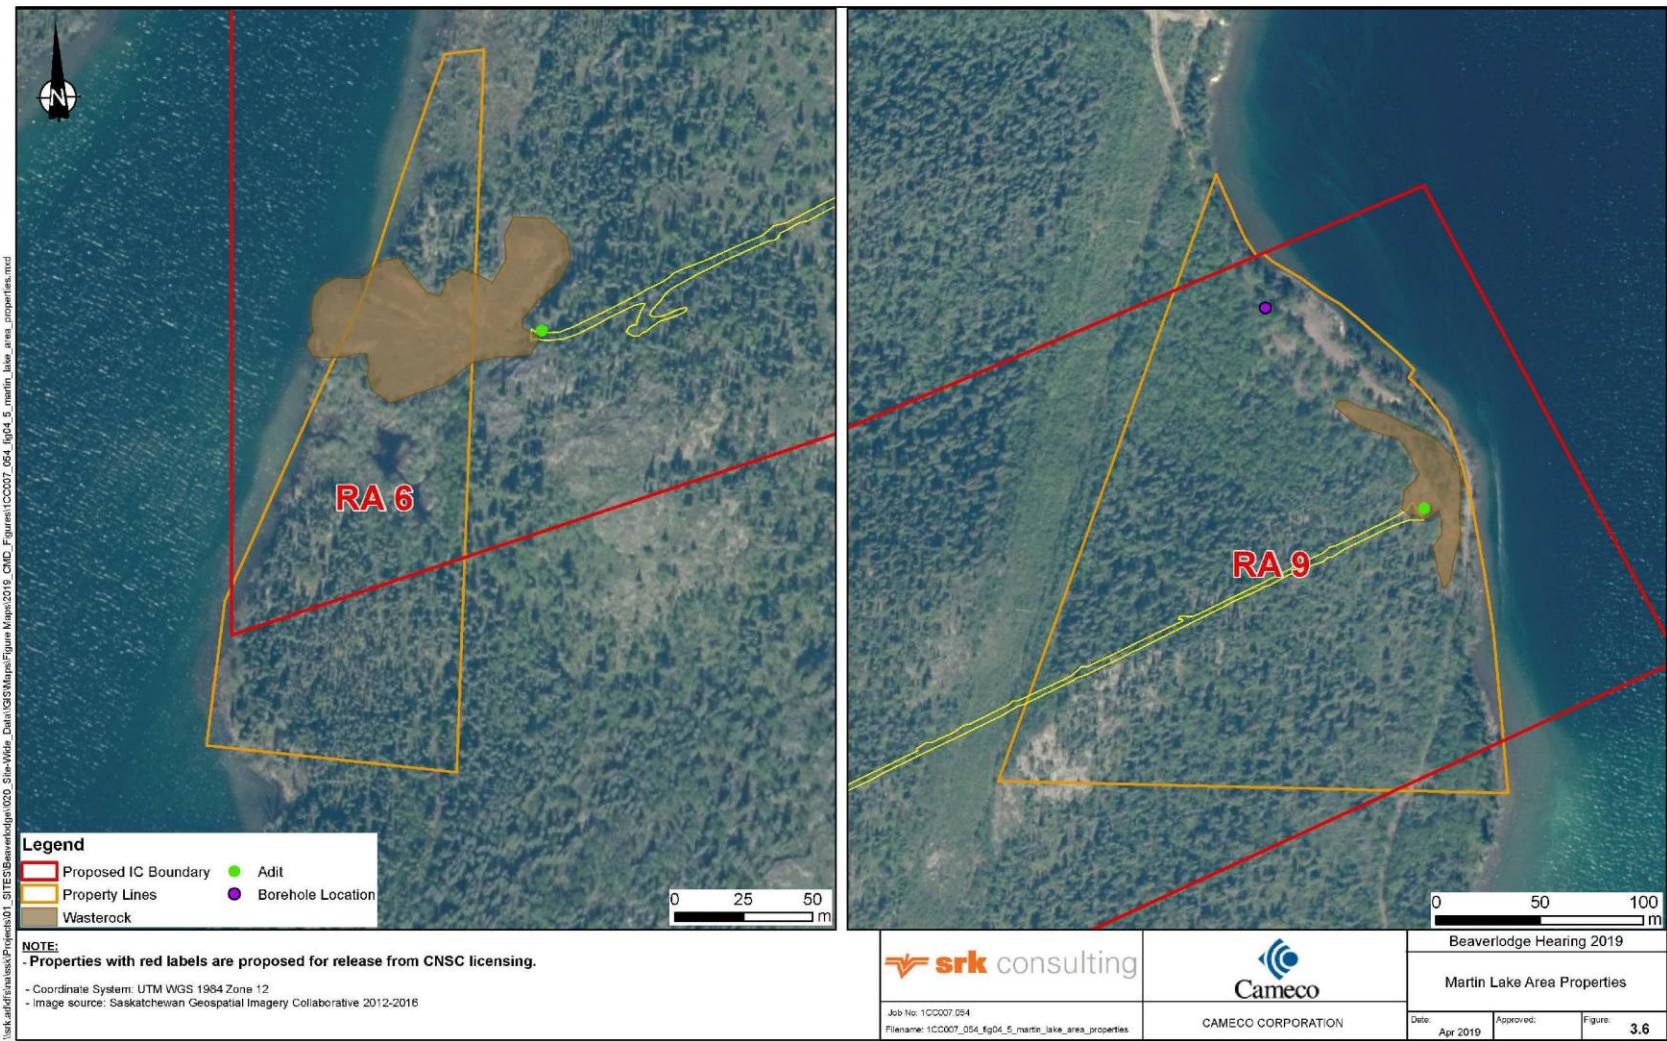 N
RA 6
RA 9
Legend
Proposed IC Boundary
Property Lines
Wasterock
Adit
Borehole Location
0 25 50
m
0 50 100
m
NOTE:
- Properties with red labels are proposed for release from CNSC licensing.
- Coordinate System: UTM WGS 1984 Zone 12
- Image source: Saskatchewan Geospatial Imagery Collaborative 2012-2016
srk consulting
Job No: 1CC007.054
Filename: 1CC007_054_fig04_5_martin_lake_area_properties
Cameco
CAMECO CORPORATION
Beaverlodge Hearing 2019
Martin Lake Area Properties
Date: Apr 2019
Approved:
Figure: 3.6